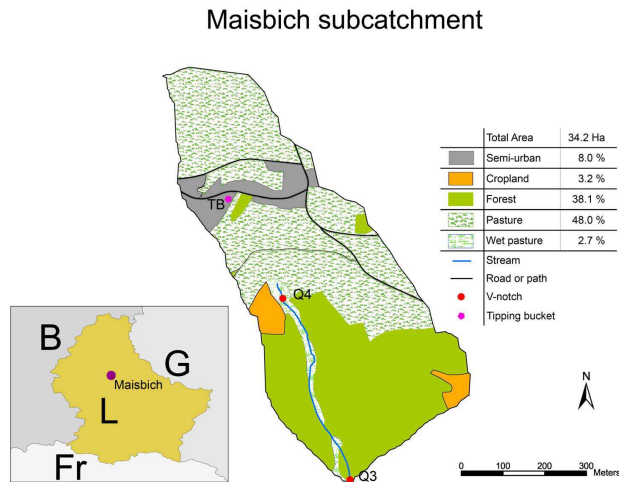 Maisbich subcatchment
Total Area 34.2 Ha
Semi-urban 8.0 %
Cropland 3.2 %
Forest 38.1 %
Pasture 48.0 %
Wet pasture 2.7 %
Stream
Road or path
V-notch
Tipping bucket
TB
Q4
Q3
B
G
Maisbich
L
Fr
N
0 100 200 300
Meters